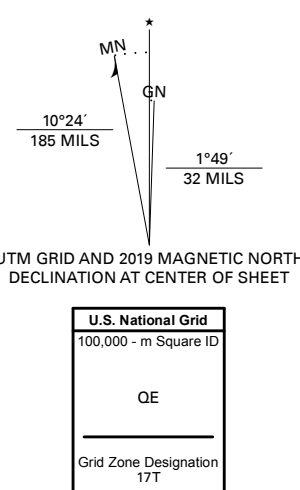 ★
MN
GN
10°24´
185 MILS
1°49´
32 MILS
UTM GRID AND 2019 MAGNETIC NORTH
DECLINATION AT CENTER OF SHEET
U.S. National Grid
100,000 - m Square ID
QE
Grid Zone Designation
17T